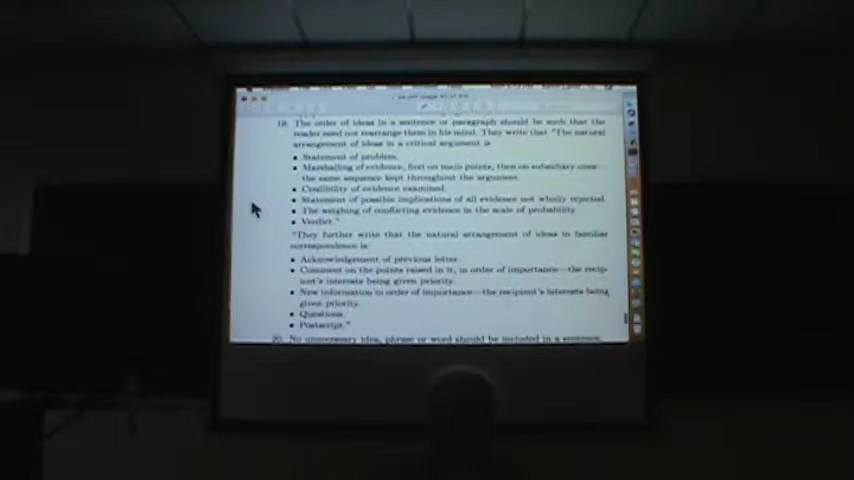 19. The order of ideas in a sentence or paragraph should be such that the
reader need not rearrange them in his mind. They write that "The natural
arrangement of ideas in a critical argument is
• Statement of problem.
• Marshalling of evidence, first on main points, then on subsidiary ones—
the same sequence kept throughout the argument.
• Credibility of evidence examined.
• Statement of possible implications of all evidence not wholly rejected.
• The weighing of conflicting evidence in the scale of probability.
• Verdict."
"They further write that the natural arrangement of ideas in familiar
correspondence is:
• Acknowledgement of previous letter.
• Comment on the points raised in it, in order of importance—the recip-
ient's interests being given priority.
• New information in order of importance—the recipient's interests being
given priority.
• Questions.
• Postscript."
20. No unnecessary idea, phrase or word should be included in a sentence.